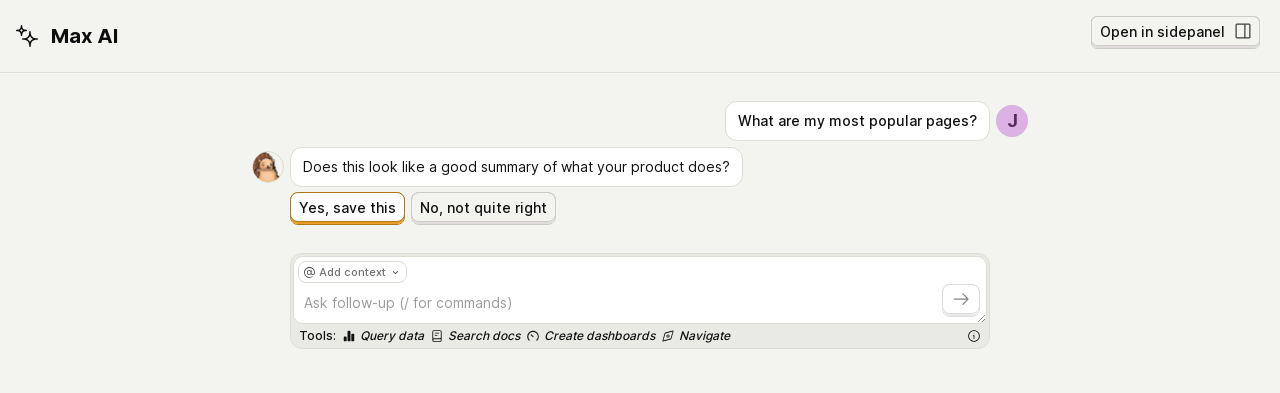 Max AI
Open in sidepanel
What are my most popular pages?
J
Does this look like a good summary of what your product does?
Yes, save this
No, not quite right
@ Add context
Ask follow-up (/ for commands)
Tools: Query data Search docs Create dashboards Navigate